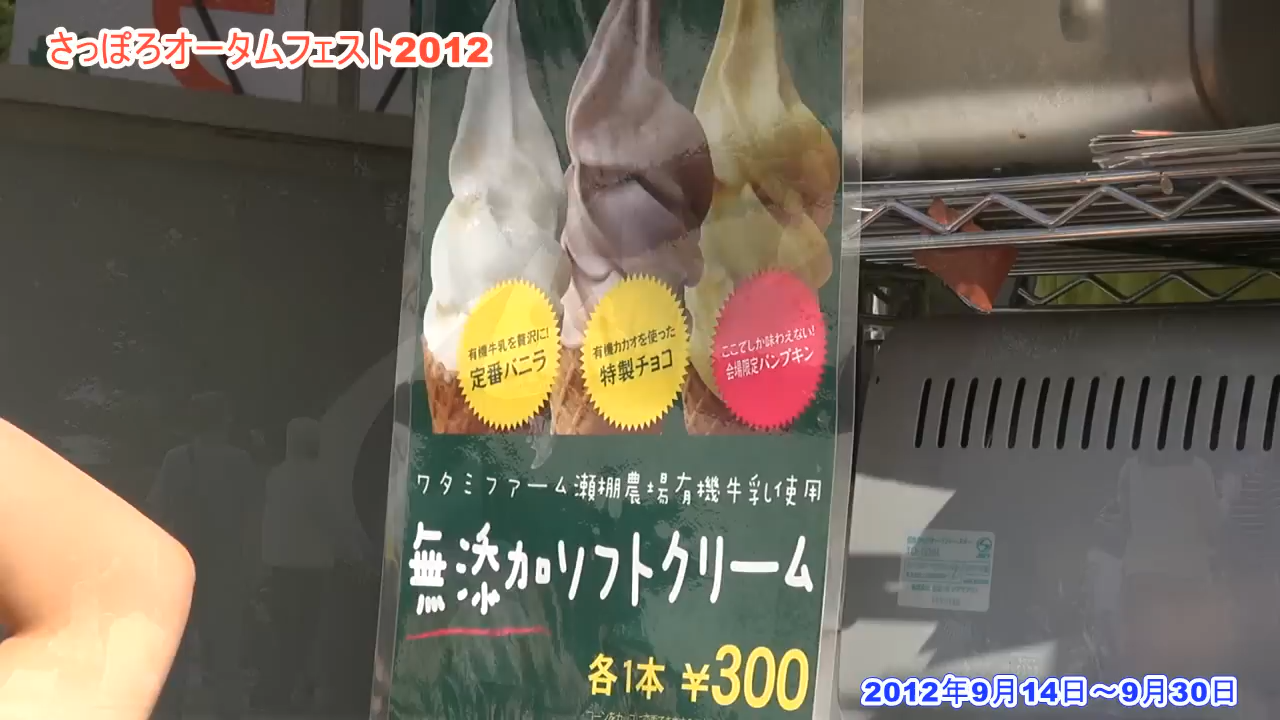 さっぽろオータムフェスト2012
有機牛乳を贅沢に!
定番バニラ
有機カカオを使った
特製チョコ
ここでしか味わえない!
会場限定パンプキン
ワタミファーム瀬棚農場有機牛乳使用
無添加ソフトクリーム
各1本 ¥300
2012年9月14日～9月30日